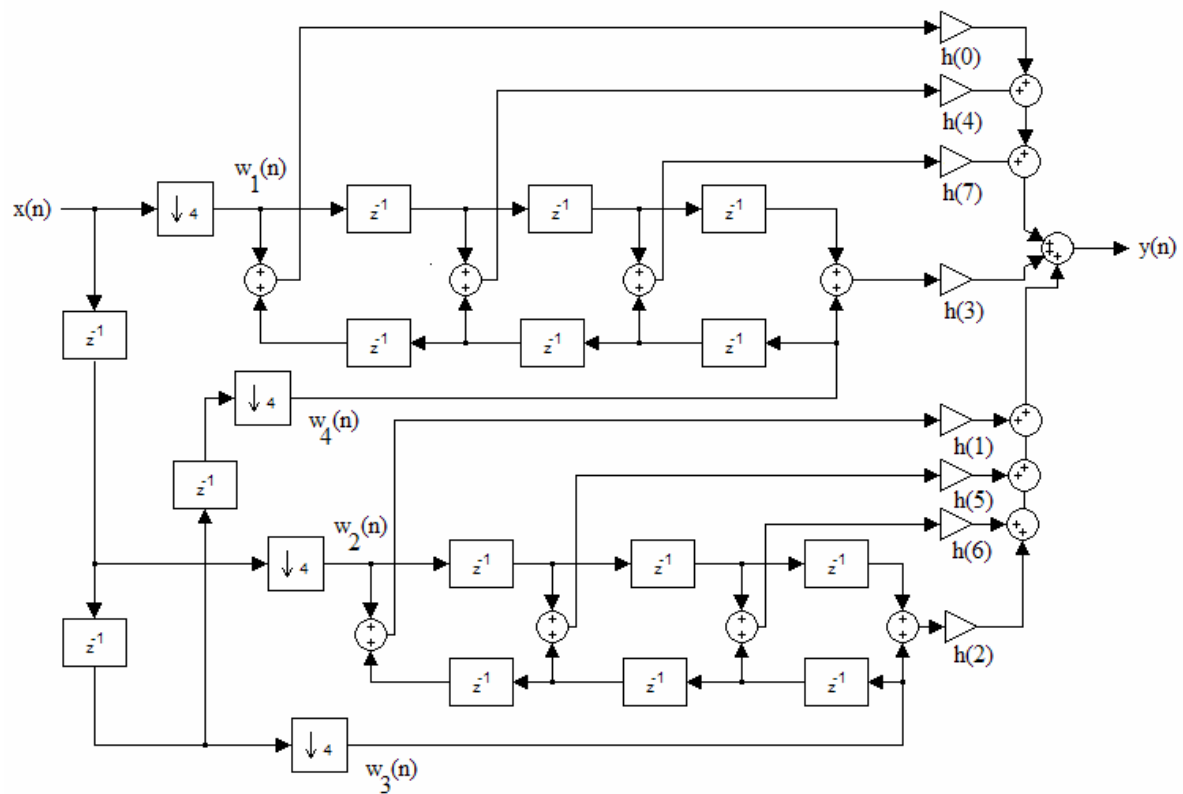 h(0)
h(4)
w₁(n)
h(7)
x(n)
↓ 4
z⁻¹
z⁻¹
z⁻¹
y(n)
h(3)
z⁻¹
z⁻¹
z⁻¹
z⁻¹
↓ 4
w₄(n)
h(1)
z⁻¹
h(5)
w₂(n)
h(6)
↓ 4
z⁻¹
z⁻¹
z⁻¹
z⁻¹
h(2)
z⁻¹
z⁻¹
z⁻¹
↓ 4
w₃(n)